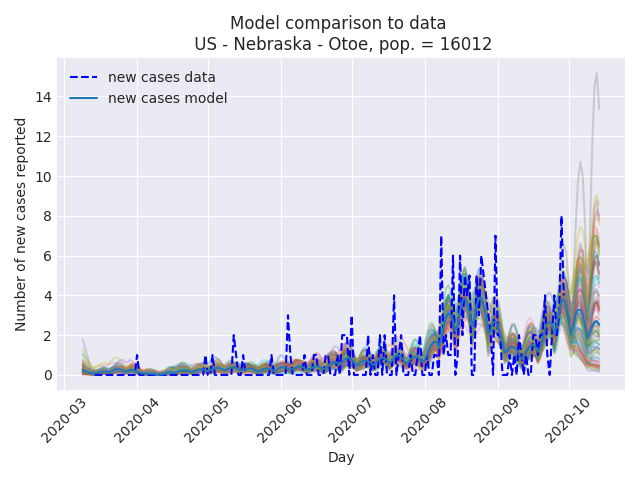 Model comparison to data
US - Nebraska - Otoe, pop. = 16012
new cases data
new cases model
Number of new cases reported
14
12
10
8
6
4
2
0
2020-03
2020-04
2020-05
2020-06
2020-07
2020-08
2020-09
2020-10
Day